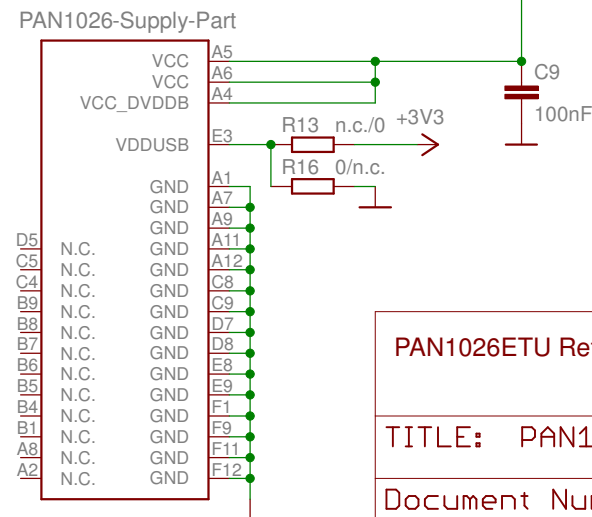 PAN1026-Supply-Part
VCC A5
VCC A6
VCC_DVDDB A4
C9
100nF
VDDUSB E3
R13 n.c./0 +3V3
R16 0/n.c.
GND A1
GND A7
GND A9
D5 N.C. GND A11
C5 N.C. GND A12
C4 N.C. GND C8
B9 N.C. GND C9
B8 N.C. GND D7
B7 N.C. GND D8
B6 N.C. GND E8
B5 N.C. GND E9
B4 N.C. GND F1
B1 N.C. GND F9
A8 N.C. GND F11
A2 N.C. GND F12
PAN1026ETU Re
TITLE: PAN1
Document Nu